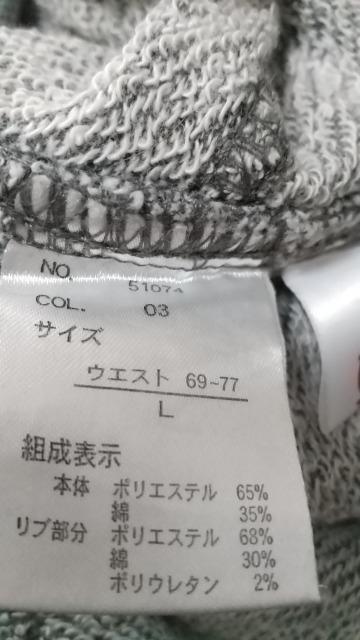 NO. 51074
COL. 03
サイズ
ウエスト 69~77
L
組成表示
本体 ポリエステル 65%
綿 35%
リブ部分 ポリエステル 68%
綿 30%
ポリウレタン 2%